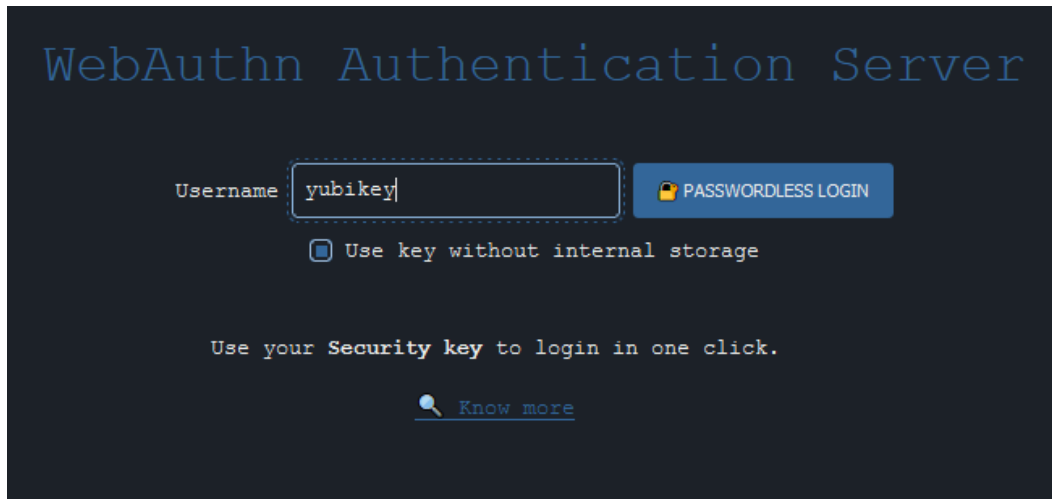 WebAuthn Authentication Server
Username yubikey PASSWORDLESS LOGIN
Use key without internal storage
Use your Security key to login in one click.
Know more